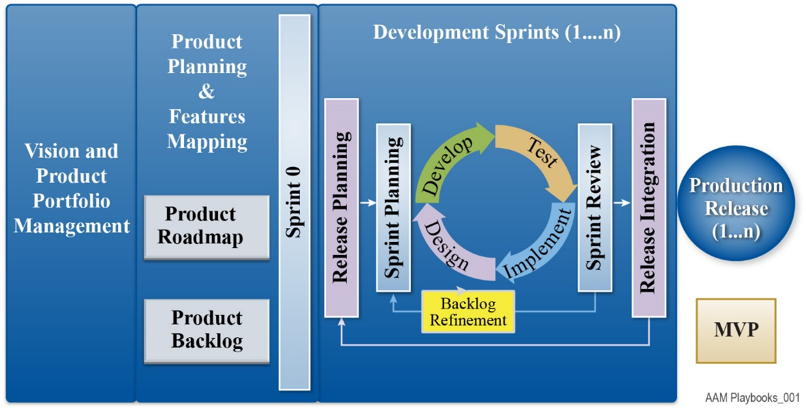 Vision and
Product
Portfolio
Management
Product
Planning
&
Features
Mapping
Product
Roadmap
Product
Backlog
Sprint 0
Development Sprints (1....n)
Release Planning
Sprint Planning
Develop
Test
Design
Implement
Backlog
Refinement
Sprint Review
Release Integration
Production
Release
(1...n)
MVP
AAM Playbooks_001